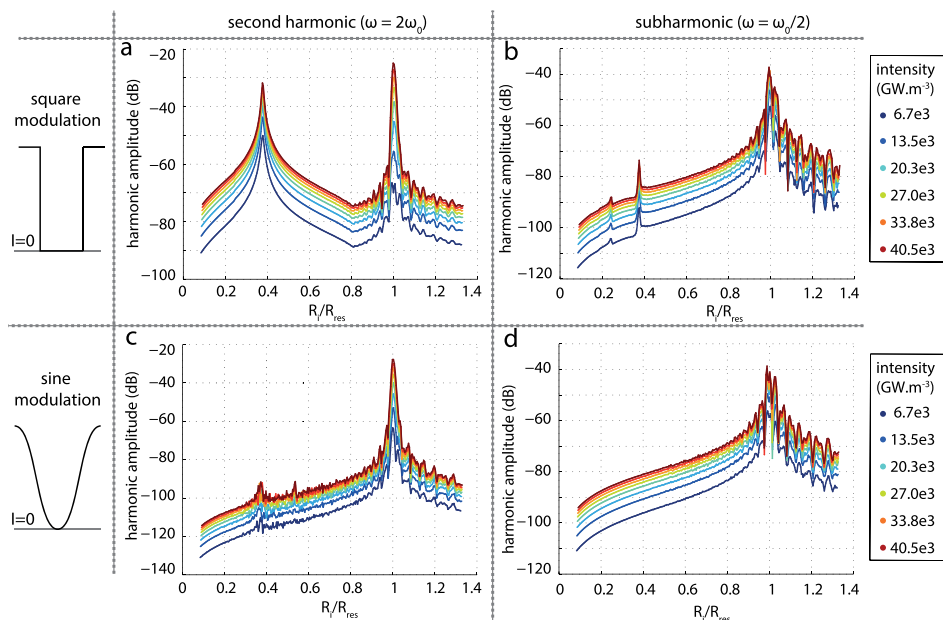 second harmonic (ω = 2ω₀)
subharmonic (ω = ω₀/2)
square
modulation
I=0
a
harmonic amplitude (dB)
−20
−40
−60
−80
−100
0 0.2 0.4 0.6 0.8 1 1.2 1.4
Rᵢ/R_res
b
harmonic amplitude (dB)
−40
−60
−80
−100
−120
0 0.2 0.4 0.6 0.8 1 1.2 1.4
Rᵢ/R_res
intensity
(GW.m⁻³)
6.7e3
13.5e3
20.3e3
27.0e3
33.8e3
40.5e3
sine
modulation
I=0
c
harmonic amplitude (dB)
−20
−40
−60
−80
−100
−120
−140
0 0.2 0.4 0.6 0.8 1 1.2 1.4
Rᵢ/R_res
d
harmonic amplitude (dB)
−40
−60
−80
−100
−120
0 0.2 0.4 0.6 0.8 1 1.2 1.4
Rᵢ/R_res
intensity
(GW.m⁻³)
6.7e3
13.5e3
20.3e3
27.0e3
33.8e3
40.5e3